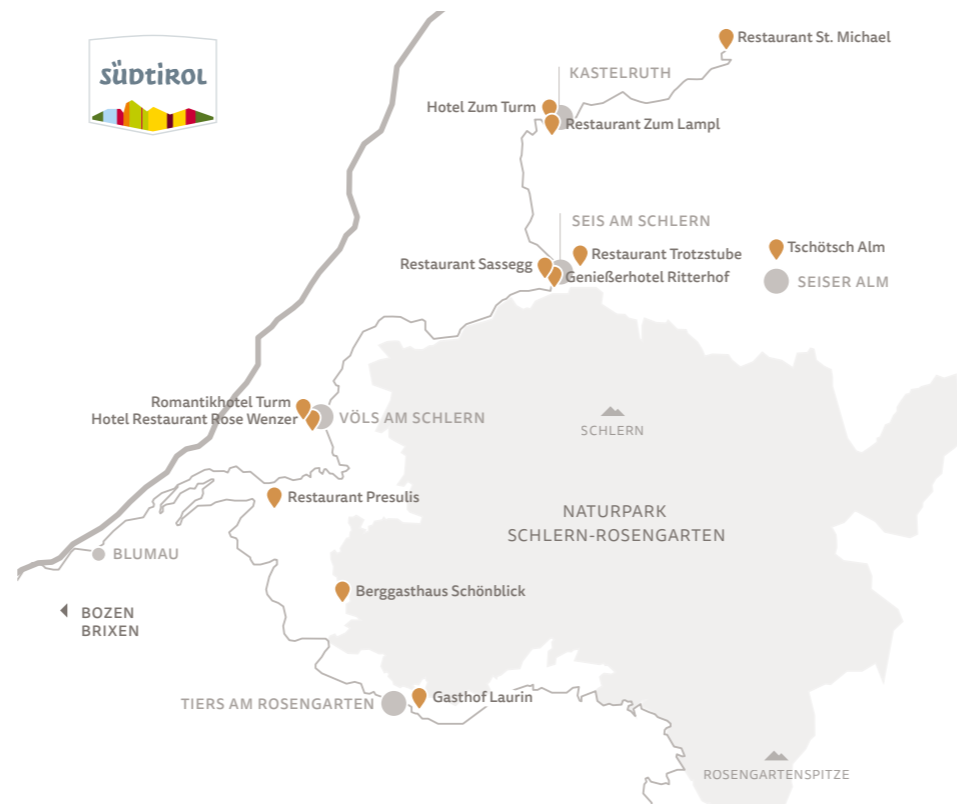 SÜDTIROL
Restaurant St. Michael
KASTELRUTH
Hotel Zum Turm
Restaurant Zum Lampl
SEIS AM SCHLERN
Restaurant Trotzstube
Tschötsch Alm
Restaurant Sassegg
Genießerhotel Ritterhof
SEISER ALM
Romantikhotel Turm
Hotel Restaurant Rose Wenzer
VÖLS AM SCHLERN
SCHLERN
Restaurant Presulis
NATURPARK
SCHLERN-ROSENGARTEN
BLUMAU
Berggasthaus Schönblick
BOZEN
BRIXEN
TIERS AM ROSENGARTEN
Gasthof Laurin
ROSENGARTENSPITZE